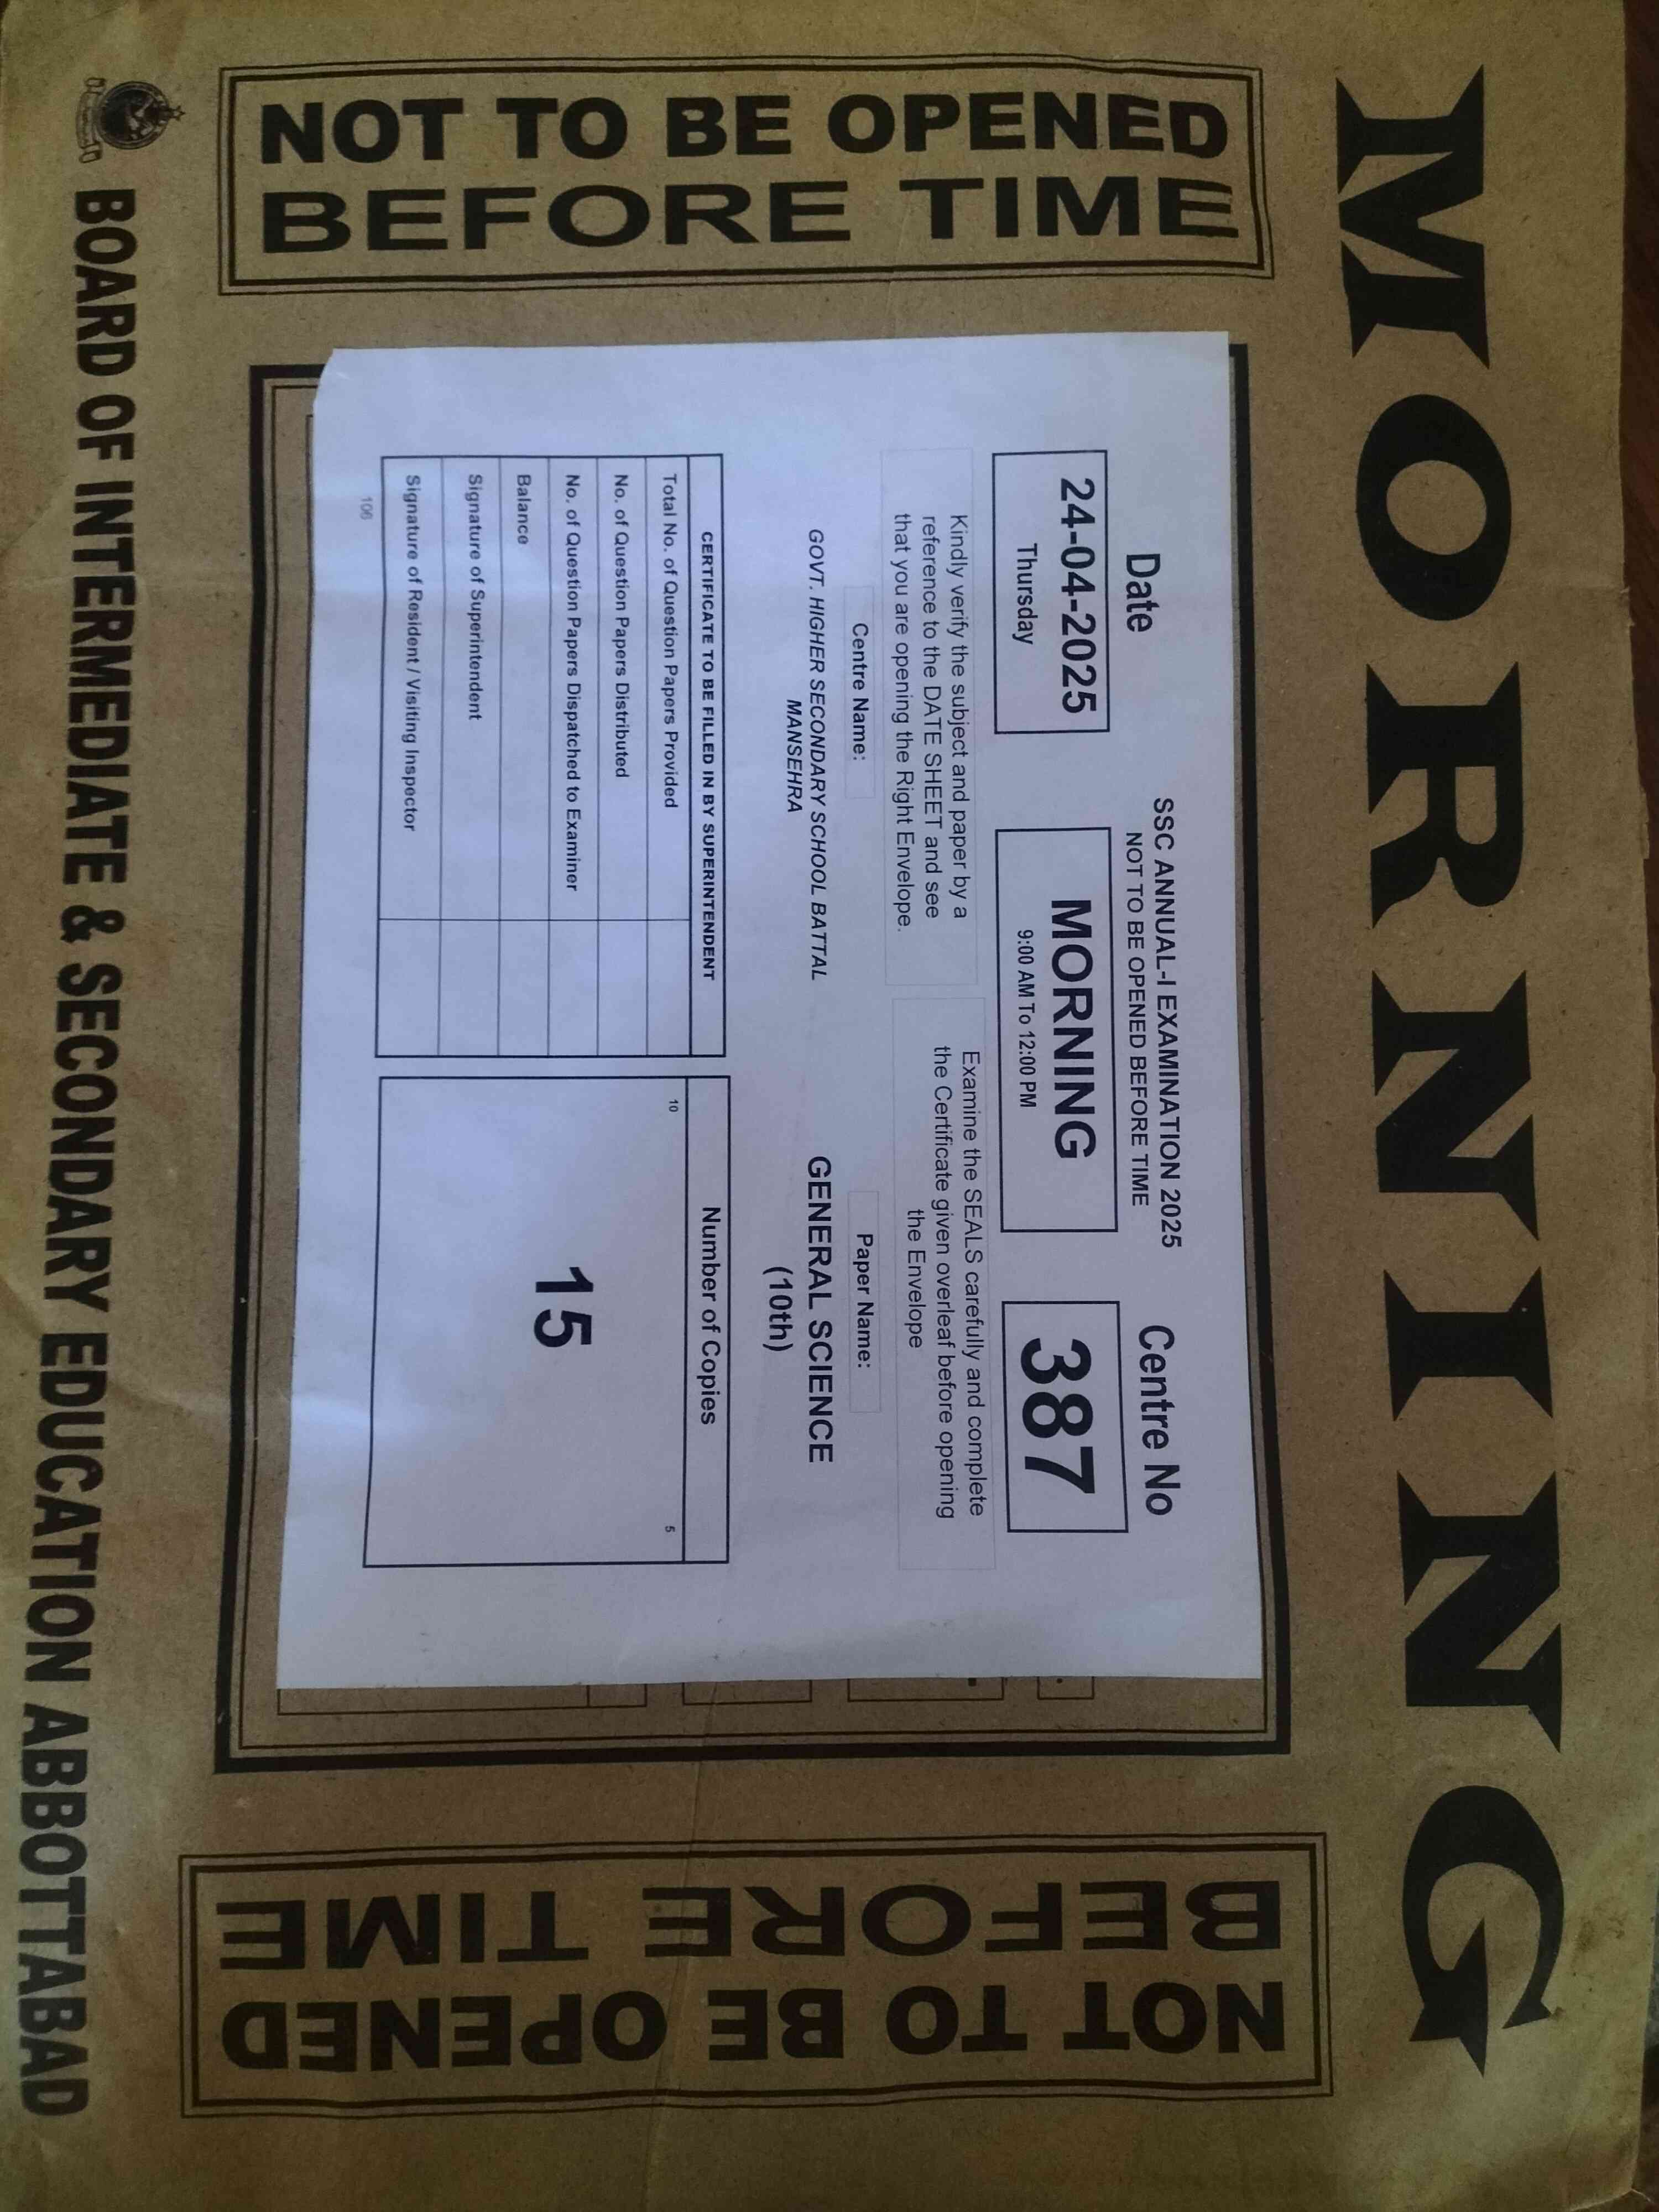 MORNING
NOT TO BE OPENED
BEFORE TIME
SSC ANNUAL-I EXAMINATION 2025
NOT TO BE OPENED BEFORE TIME
Date
24-04-2025
Thursday
MORNING
9:00 AM To 12:00 PM
Centre No
387
Kindly verify the subject and paper by a
reference to the DATE SHEET and see
that you are opening the Right Envelope.
Examine the SEALS carefully and complete
the Certificate given overleaf before opening
the Envelope
Centre Name:
GOVT. HIGHER SECONDARY SCHOOL BATTAL
MANSEHRA
Paper Name:
GENERAL SCIENCE
(10th)
CERTIFICATE TO BE FILLED IN BY SUPERINTENDENT
Total No. of Question Papers Provided
No. of Question Papers Distributed
No. of Question Papers Dispatched to Examiner
Balance
Signature of Superintendent
Signature of Resident / Visiting Inspector
106
Number of Copies
10
5
15
NOT TO BE OPENED
BEFORE TIME
BOARD OF INTERMEDIATE & SECONDARY EDUCATION ABBOTTABAD